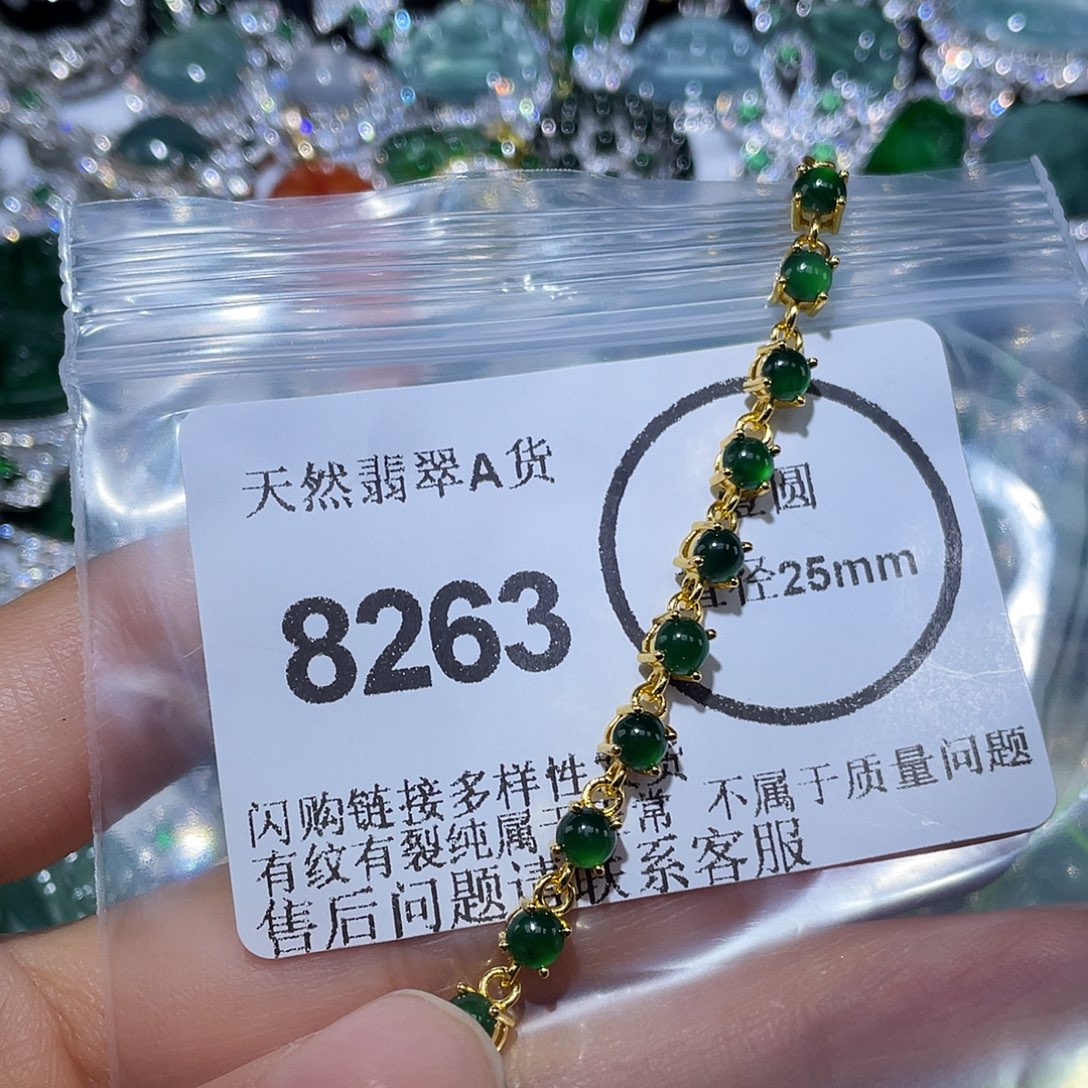 天然翡翠A货
8263
圆
径25mm
闪购链接多样性
有纹有裂纯属 常 不属于质量问题
售后问题请联系客服